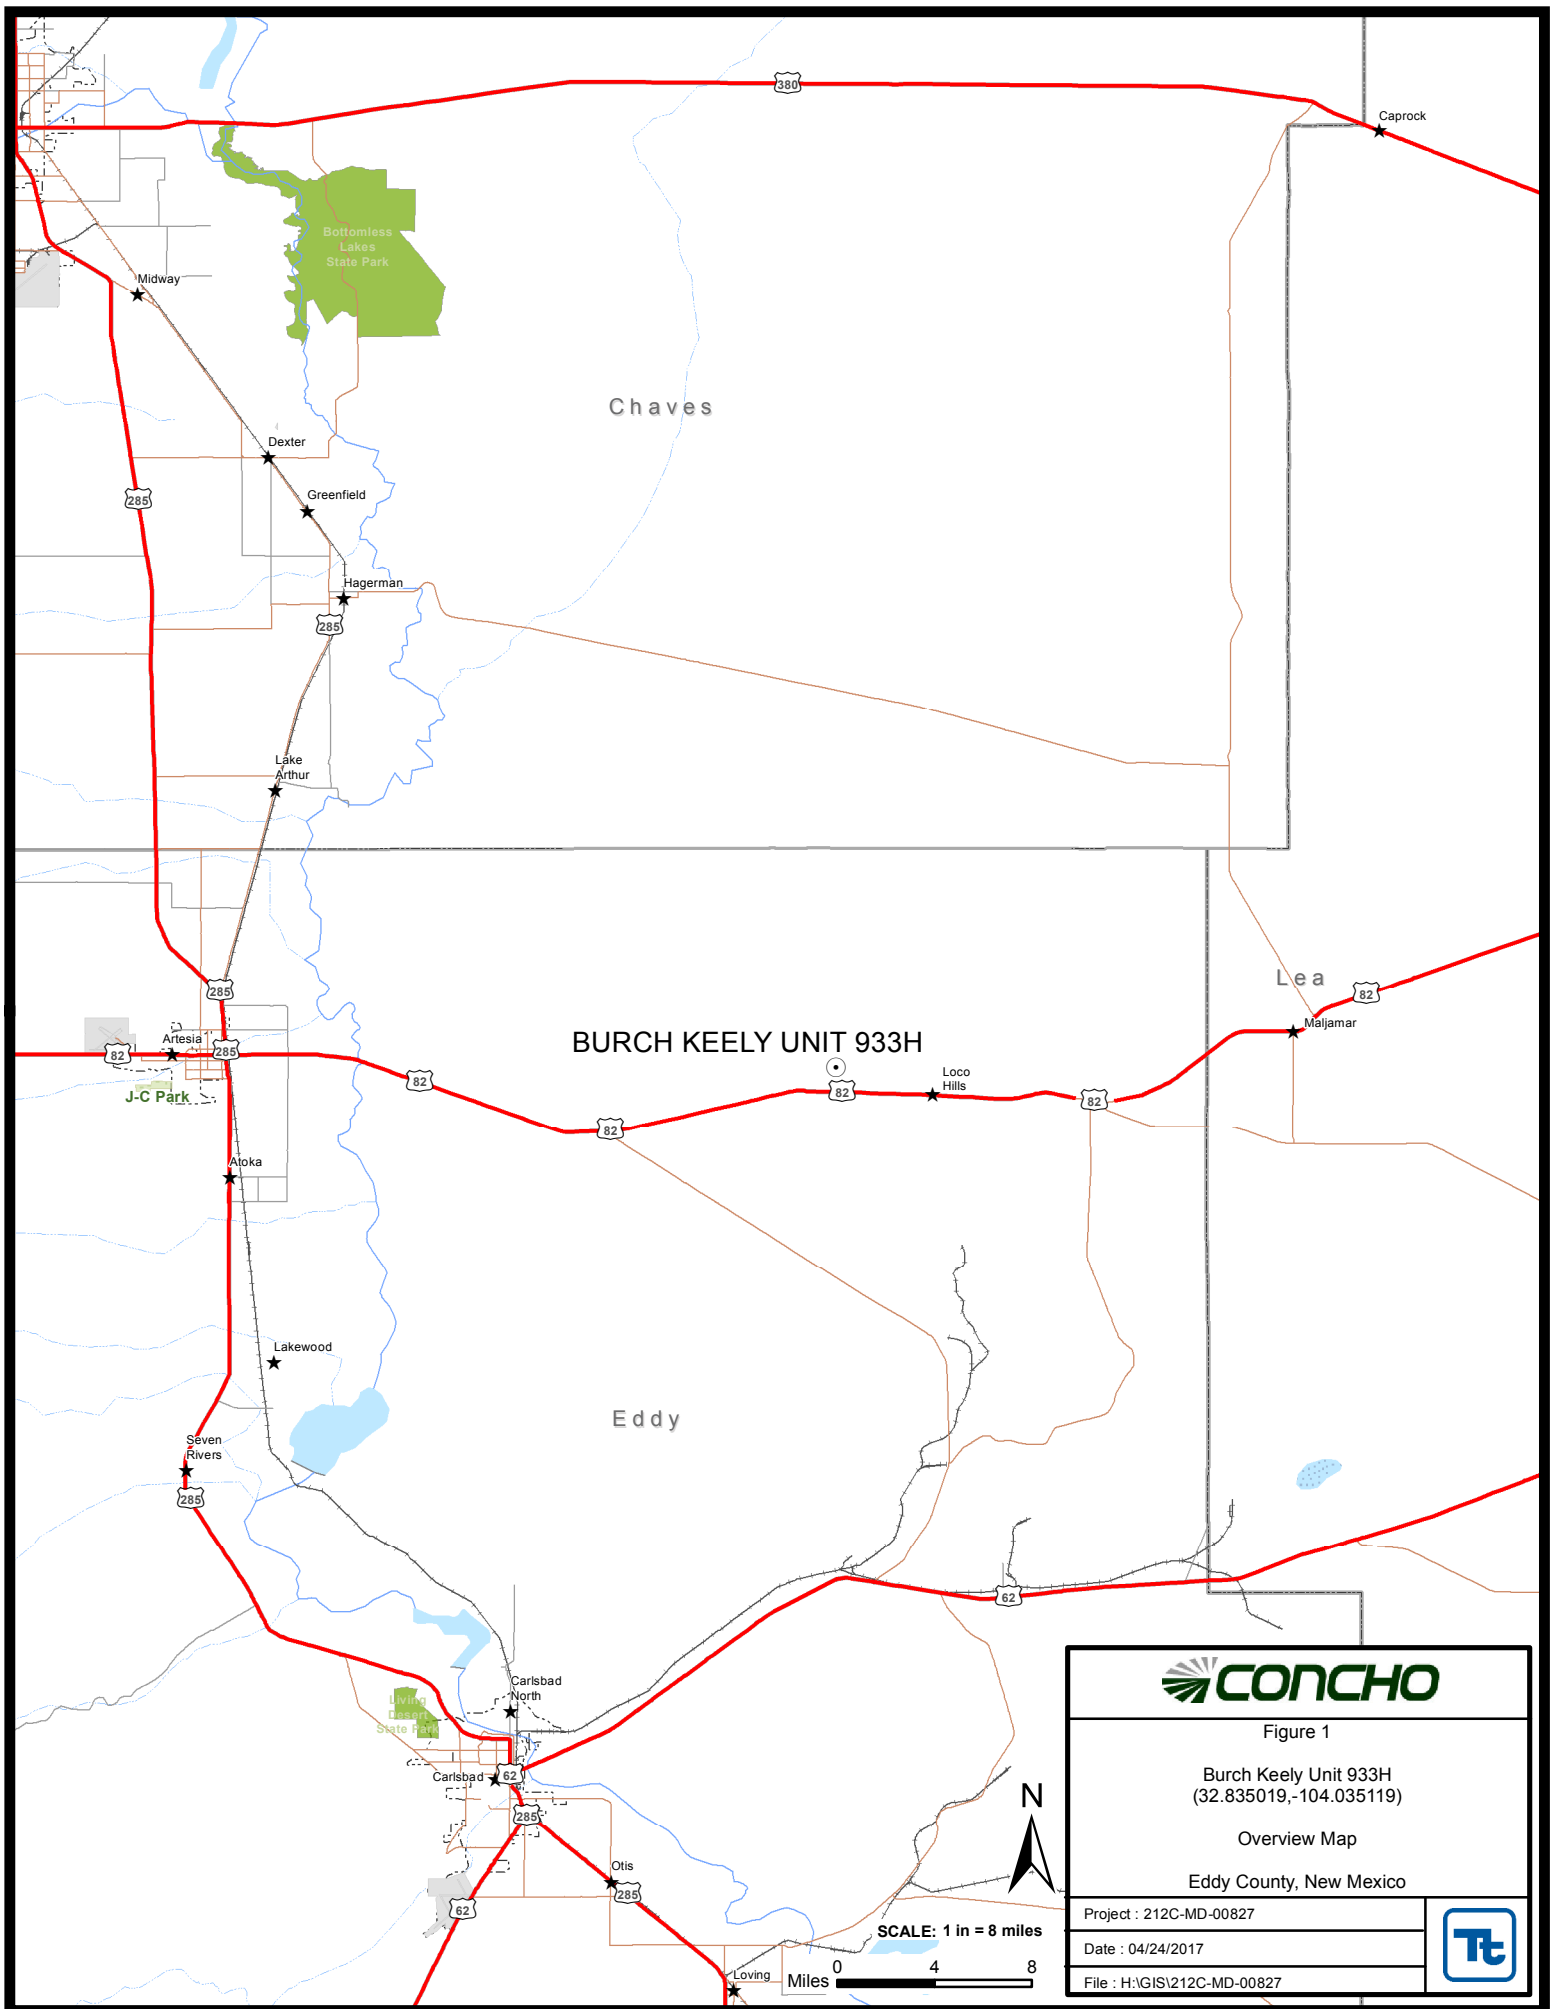 380
Caprock
Bottomless
Lakes
State Park
Midway
Chaves
Dexter
285
Greenfield
Hagerman
285
Lake
Arthur
Lea
285
82
Maljamar
Artesia
82
285
BURCH KEELY UNIT 933H
82
Loco
Hills
82
82
82
J-C Park
Atoka
Lakewood
Eddy
Seven
Rivers
285
62
Carlsbad
North
Living
Desert
State Park
Carlsbad
62
285
Otis
285
62
Loving
N
SCALE: 1 in = 8 miles
0 4 8
Miles
CONCHO
Figure 1
Burch Keely Unit 933H
(32.835019,-104.035119)
Overview Map
Eddy County, New Mexico
Project : 212C-MD-00827
Date : 04/24/2017
File : H:\GIS\212C-MD-00827
Tt